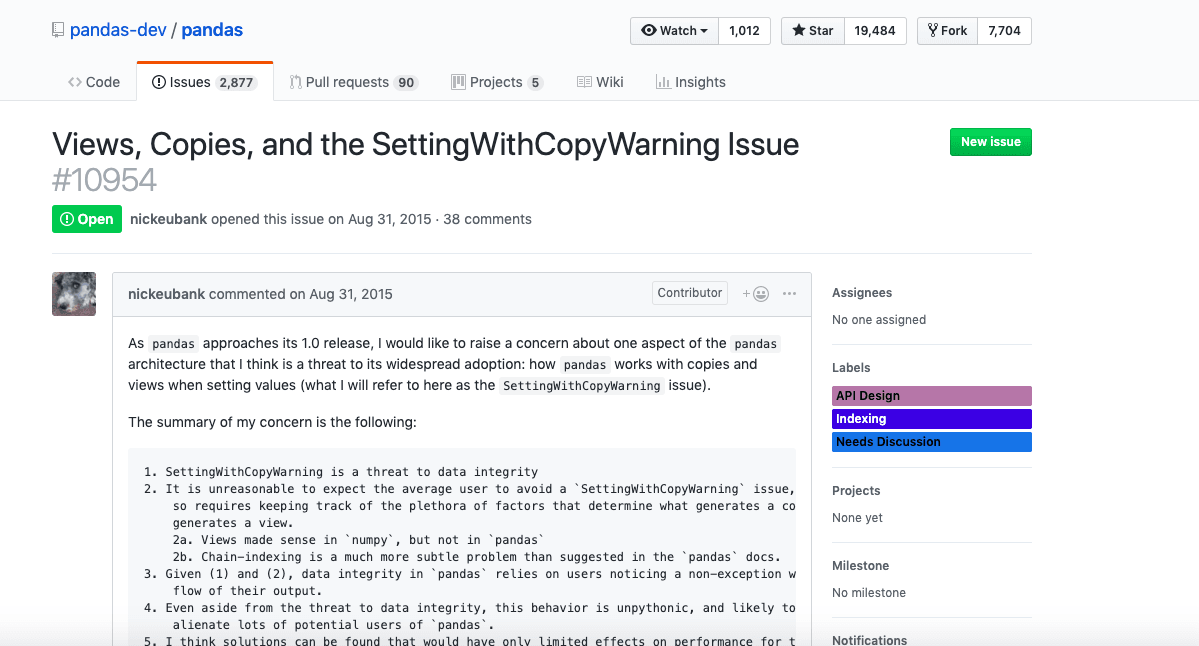 pandas-dev / pandas
Watch 1,012 Star 19,484 Fork 7,704
Code Issues 2,877 Pull requests 90 Projects 5 Wiki Insights
Views, Copies, and the SettingWithCopyWarning Issue
#10954
New issue
Open nickeubank opened this issue on Aug 31, 2015 · 38 comments
nickeubank commented on Aug 31, 2015
Contributor
As pandas approaches its 1.0 release, I would like to raise a concern about one aspect of the pandas
architecture that I think is a threat to its widespread adoption: how pandas works with copies and
views when setting values (what I will refer to here as the SettingWithCopyWarning issue).
The summary of my concern is the following:
1. SettingWithCopyWarning is a threat to data integrity
2. It is unreasonable to expect the average user to avoid a `SettingWithCopyWarning` issue,
so requires keeping track of the plethora of factors that determine what generates a co
generates a view.
2a. Views made sense in `numpy`, but not in `pandas`
2b. Chain-indexing is a much more subtle problem than suggested in the `pandas` docs.
3. Given (1) and (2), data integrity in `pandas` relies on users noticing a non-exception w
flow of their output.
4. Even aside from the threat to data integrity, this behavior is unpythonic, and likely to
alienate lots of potential users of `pandas`.
5. I think solutions can be found that would have only limited effects on performance for t
Assignees
No one assigned
Labels
API Design
Indexing
Needs Discussion
Projects
None yet
Milestone
No milestone
Notifications